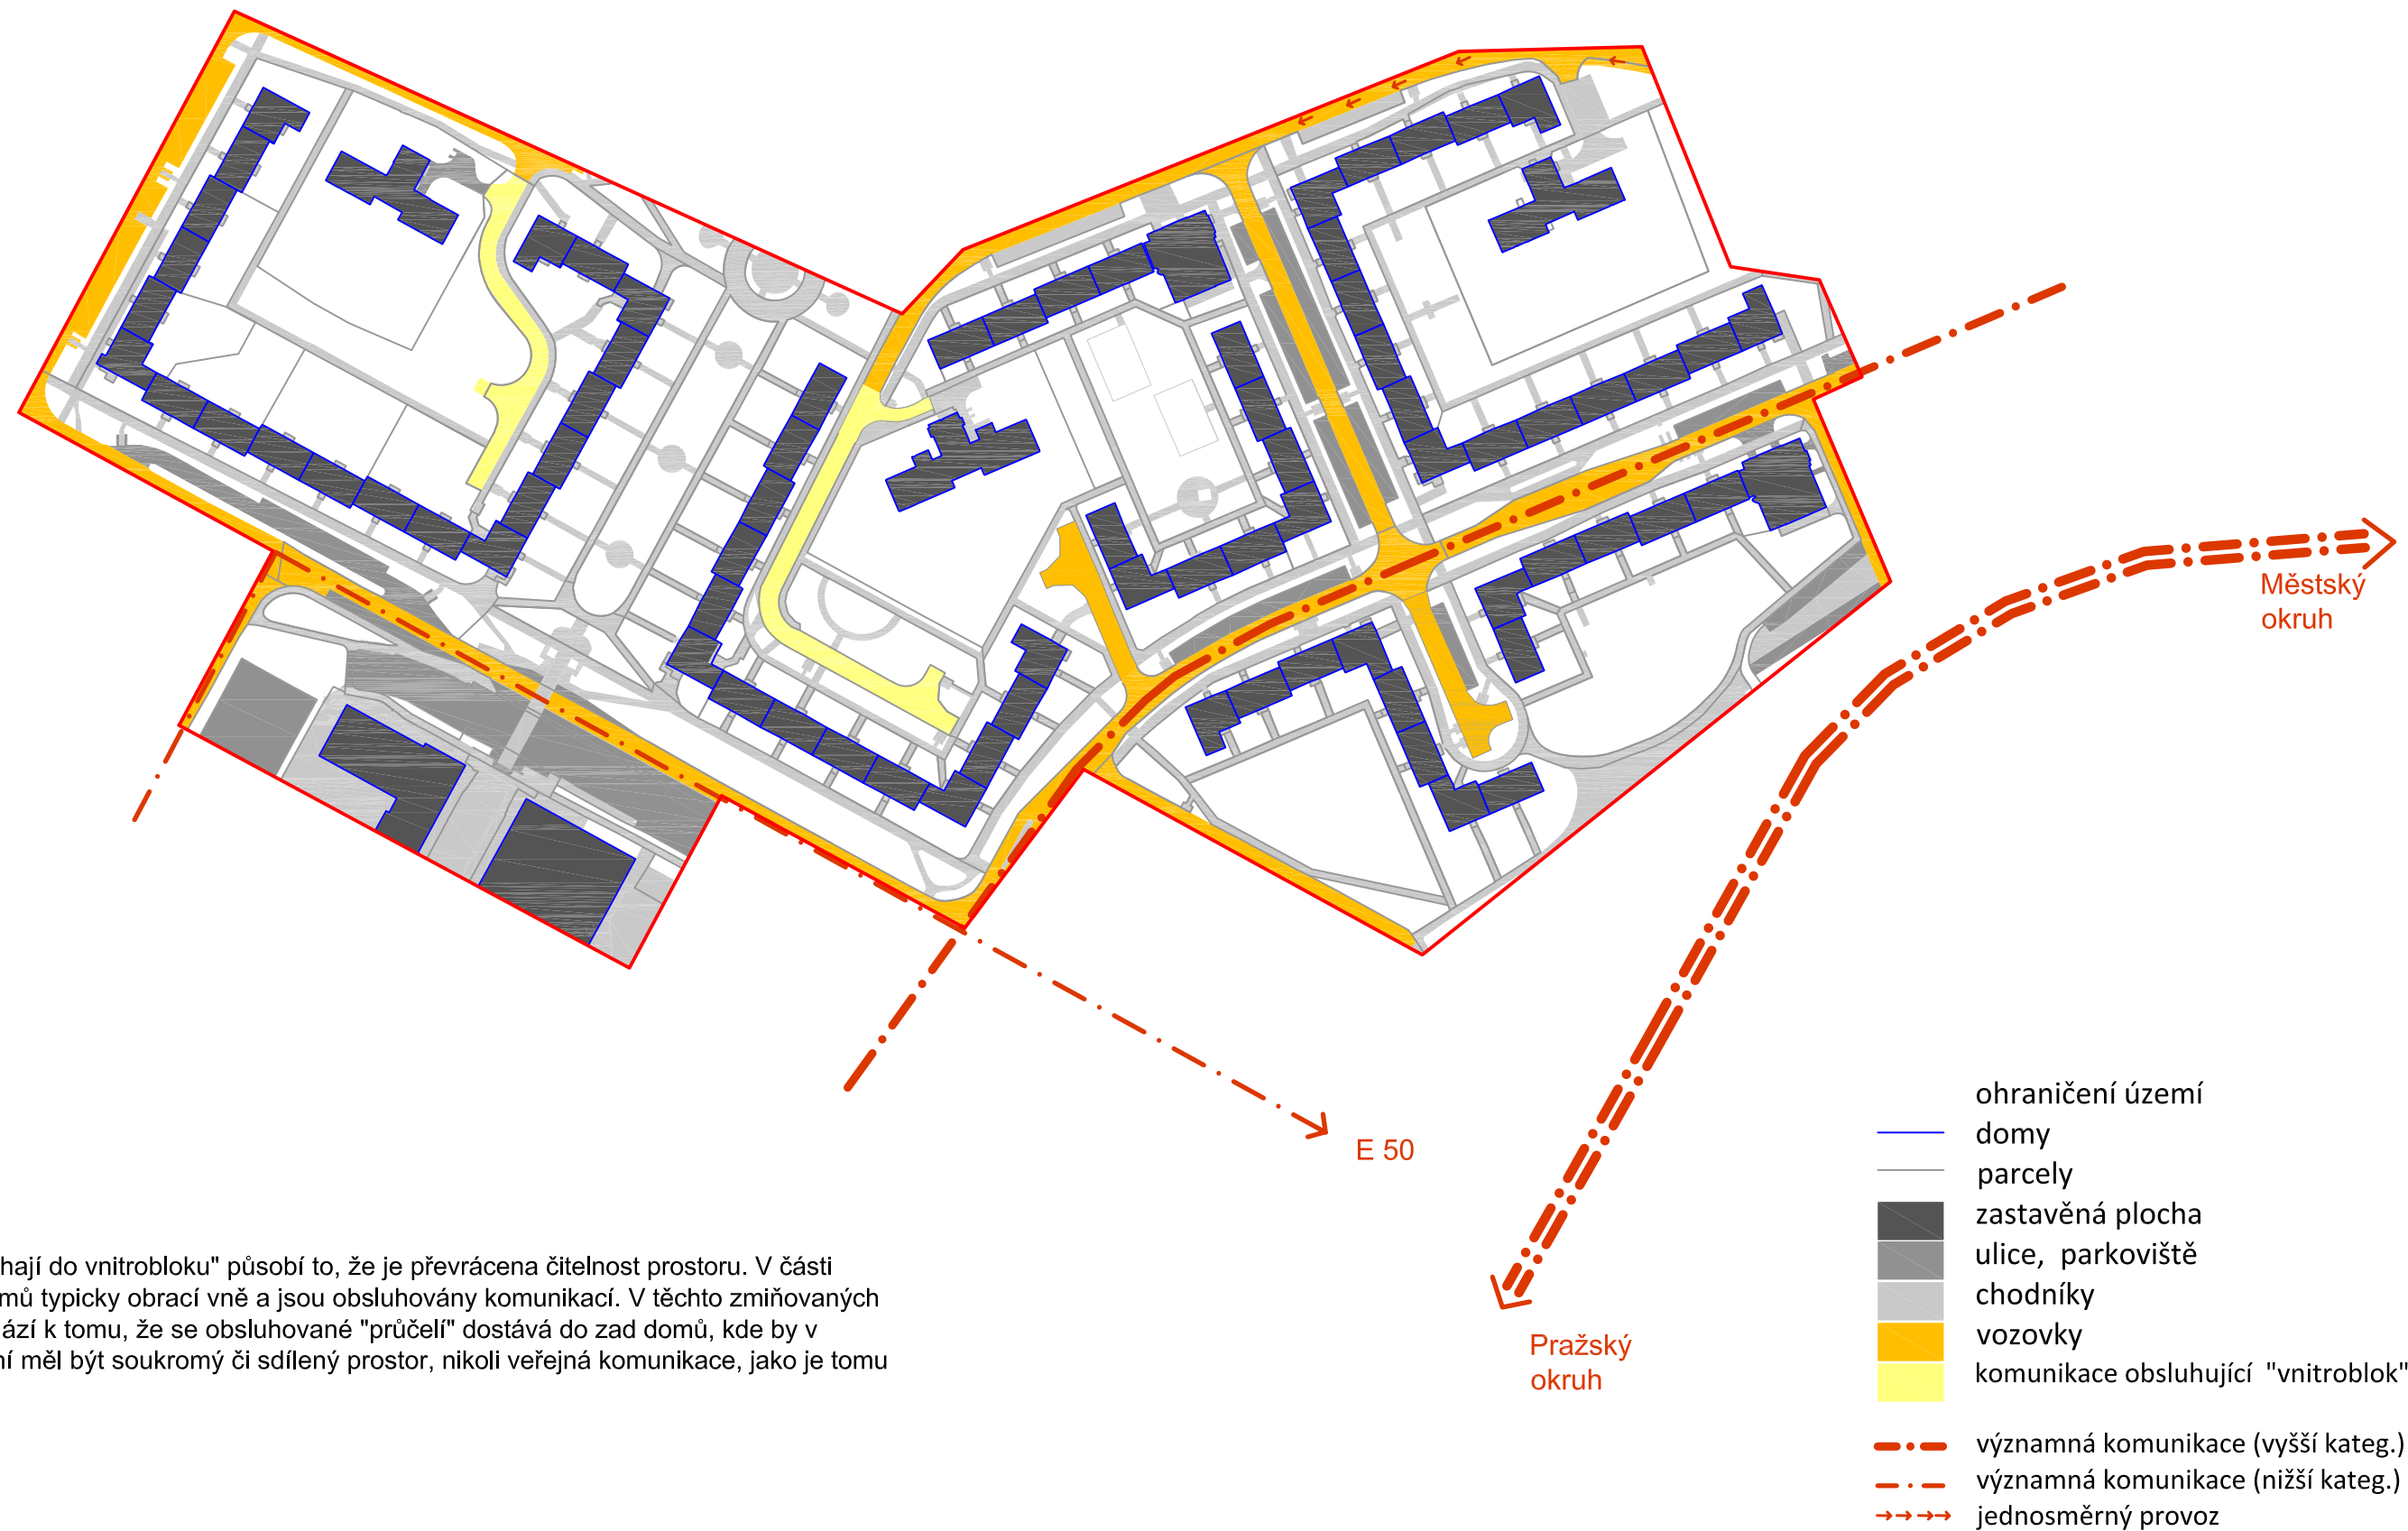 Městský
okruh
E 50
Pražský
okruh
hají do vnitrobloku" působí to, že je převrácena čitelnost prostoru. V části
mů typicky obrací vně a jsou obsluhovány komunikací. V těchto zmiňovaných
ází k tomu, že se obsluhované "průčelí" dostává do zad domů, kde by v
ní měl být soukromý či sdílený prostor, nikoli veřejná komunikace, jako je tomu
ohraničení území
domy
parcely
zastavěná plocha
ulice, parkoviště
chodníky
vozovky
komunikace obsluhující "vnitroblok"
významná komunikace (vyšší kateg.)
významná komunikace (nižší kateg.)
jednosměrný provoz